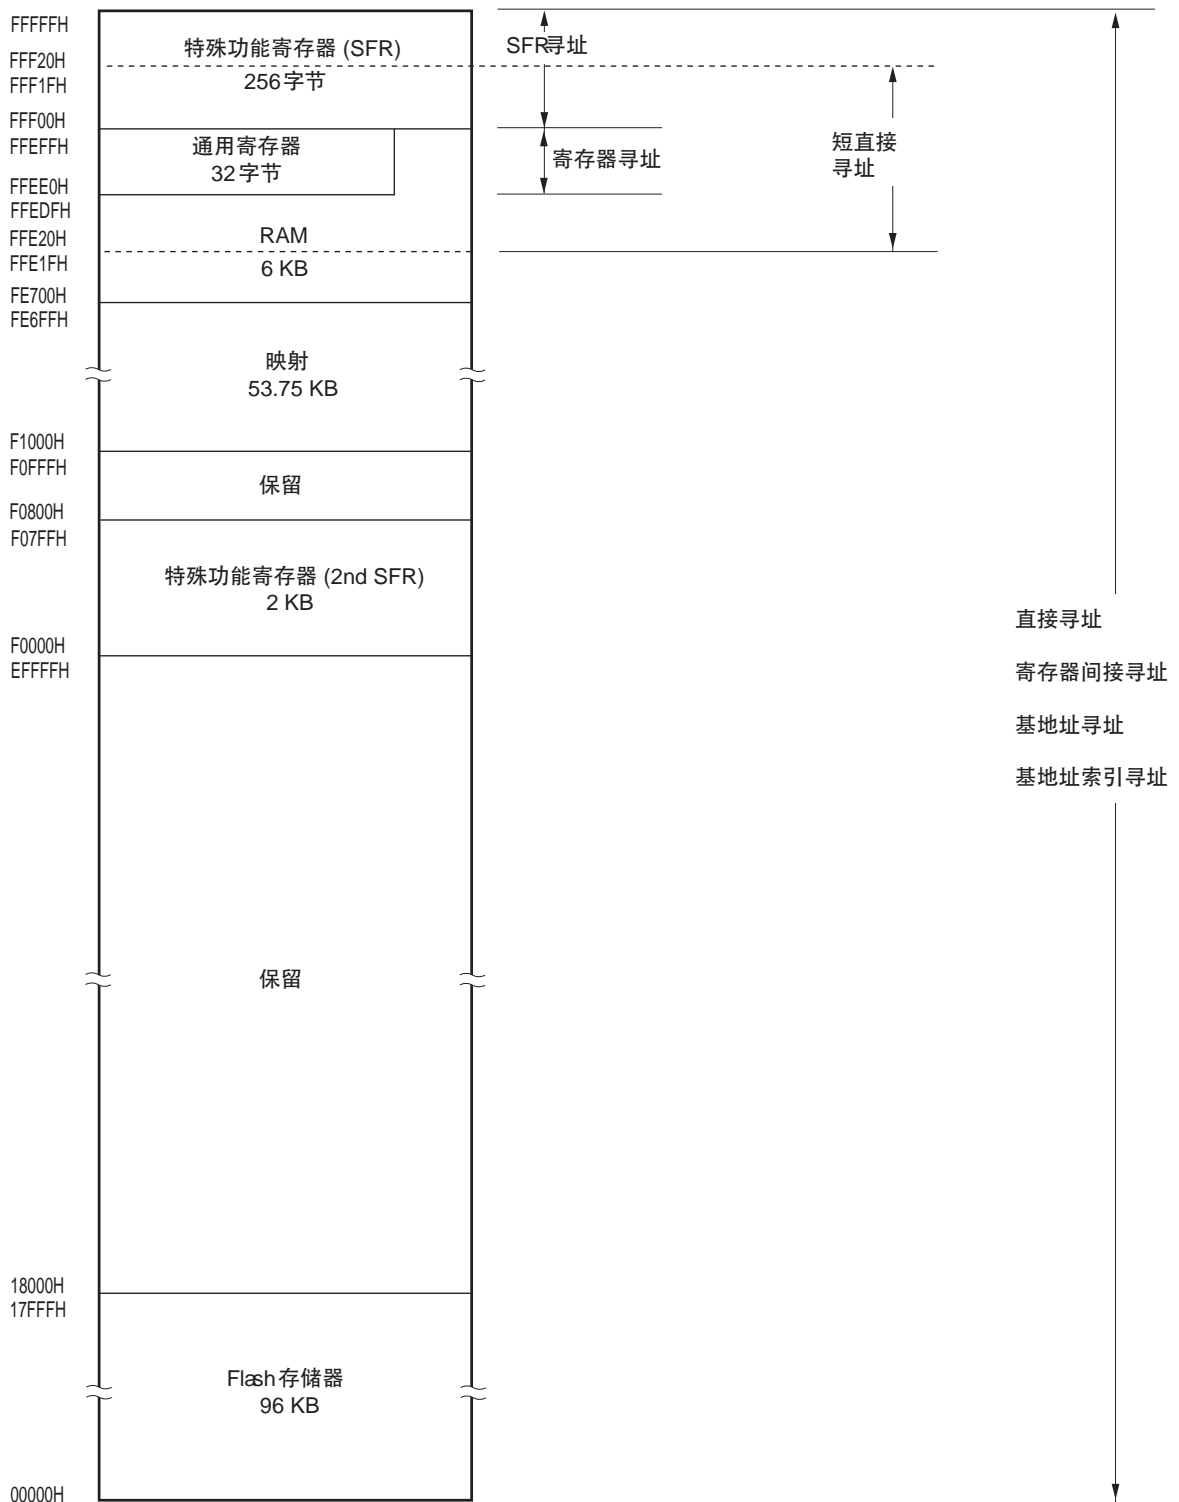 FFFFFH
特殊功能寄存器 (SFR)
256字节
SFR寻址
FFF20H
FFF1FH
FFF00H
FFEFFH
通用寄存器
32字节
寄存器寻址
短直接
寻址
FFEE0H
FFEDFH
FFE20H
RAM
FFE1FH
6 KB
FE700H
FE6FFH
映射
53.75 KB
F1000H
F0FFFH
保留
F0800H
F07FFH
特殊功能寄存器 (2nd SFR)
2 KB
F0000H
EFFFFH
直接寻址
寄存器间接寻址
基地址寻址
基地址索引寻址
保留
18000H
17FFFH
Flash存储器
96 KB
00000H